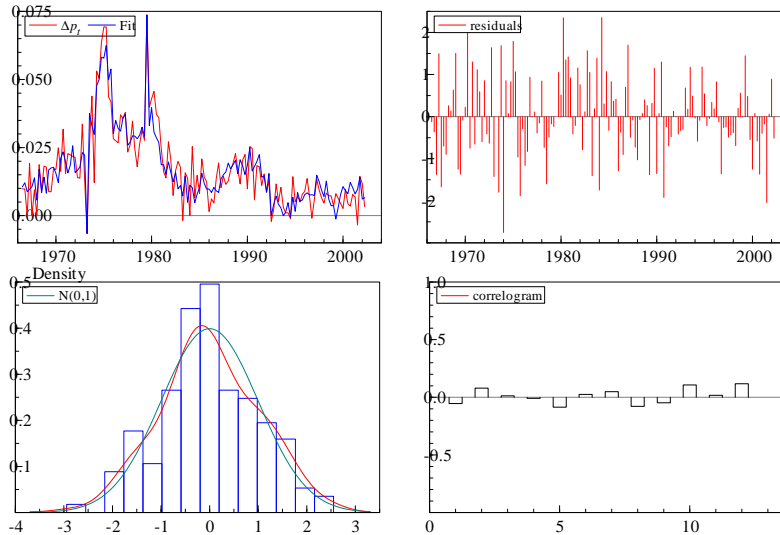 0.075
Δpₜ Fit
0.050
0.025
0.000
1970 1980 1990 2000
residuals
2
1
0
-1
-2
1970 1980 1990 2000
Density
0.5
N(0,1)
0.4
0.3
0.2
0.1
-4 -3 -2 -1 0 1 2 3
1.0
correlogram
0.5
0.0
-0.5
0 5 10